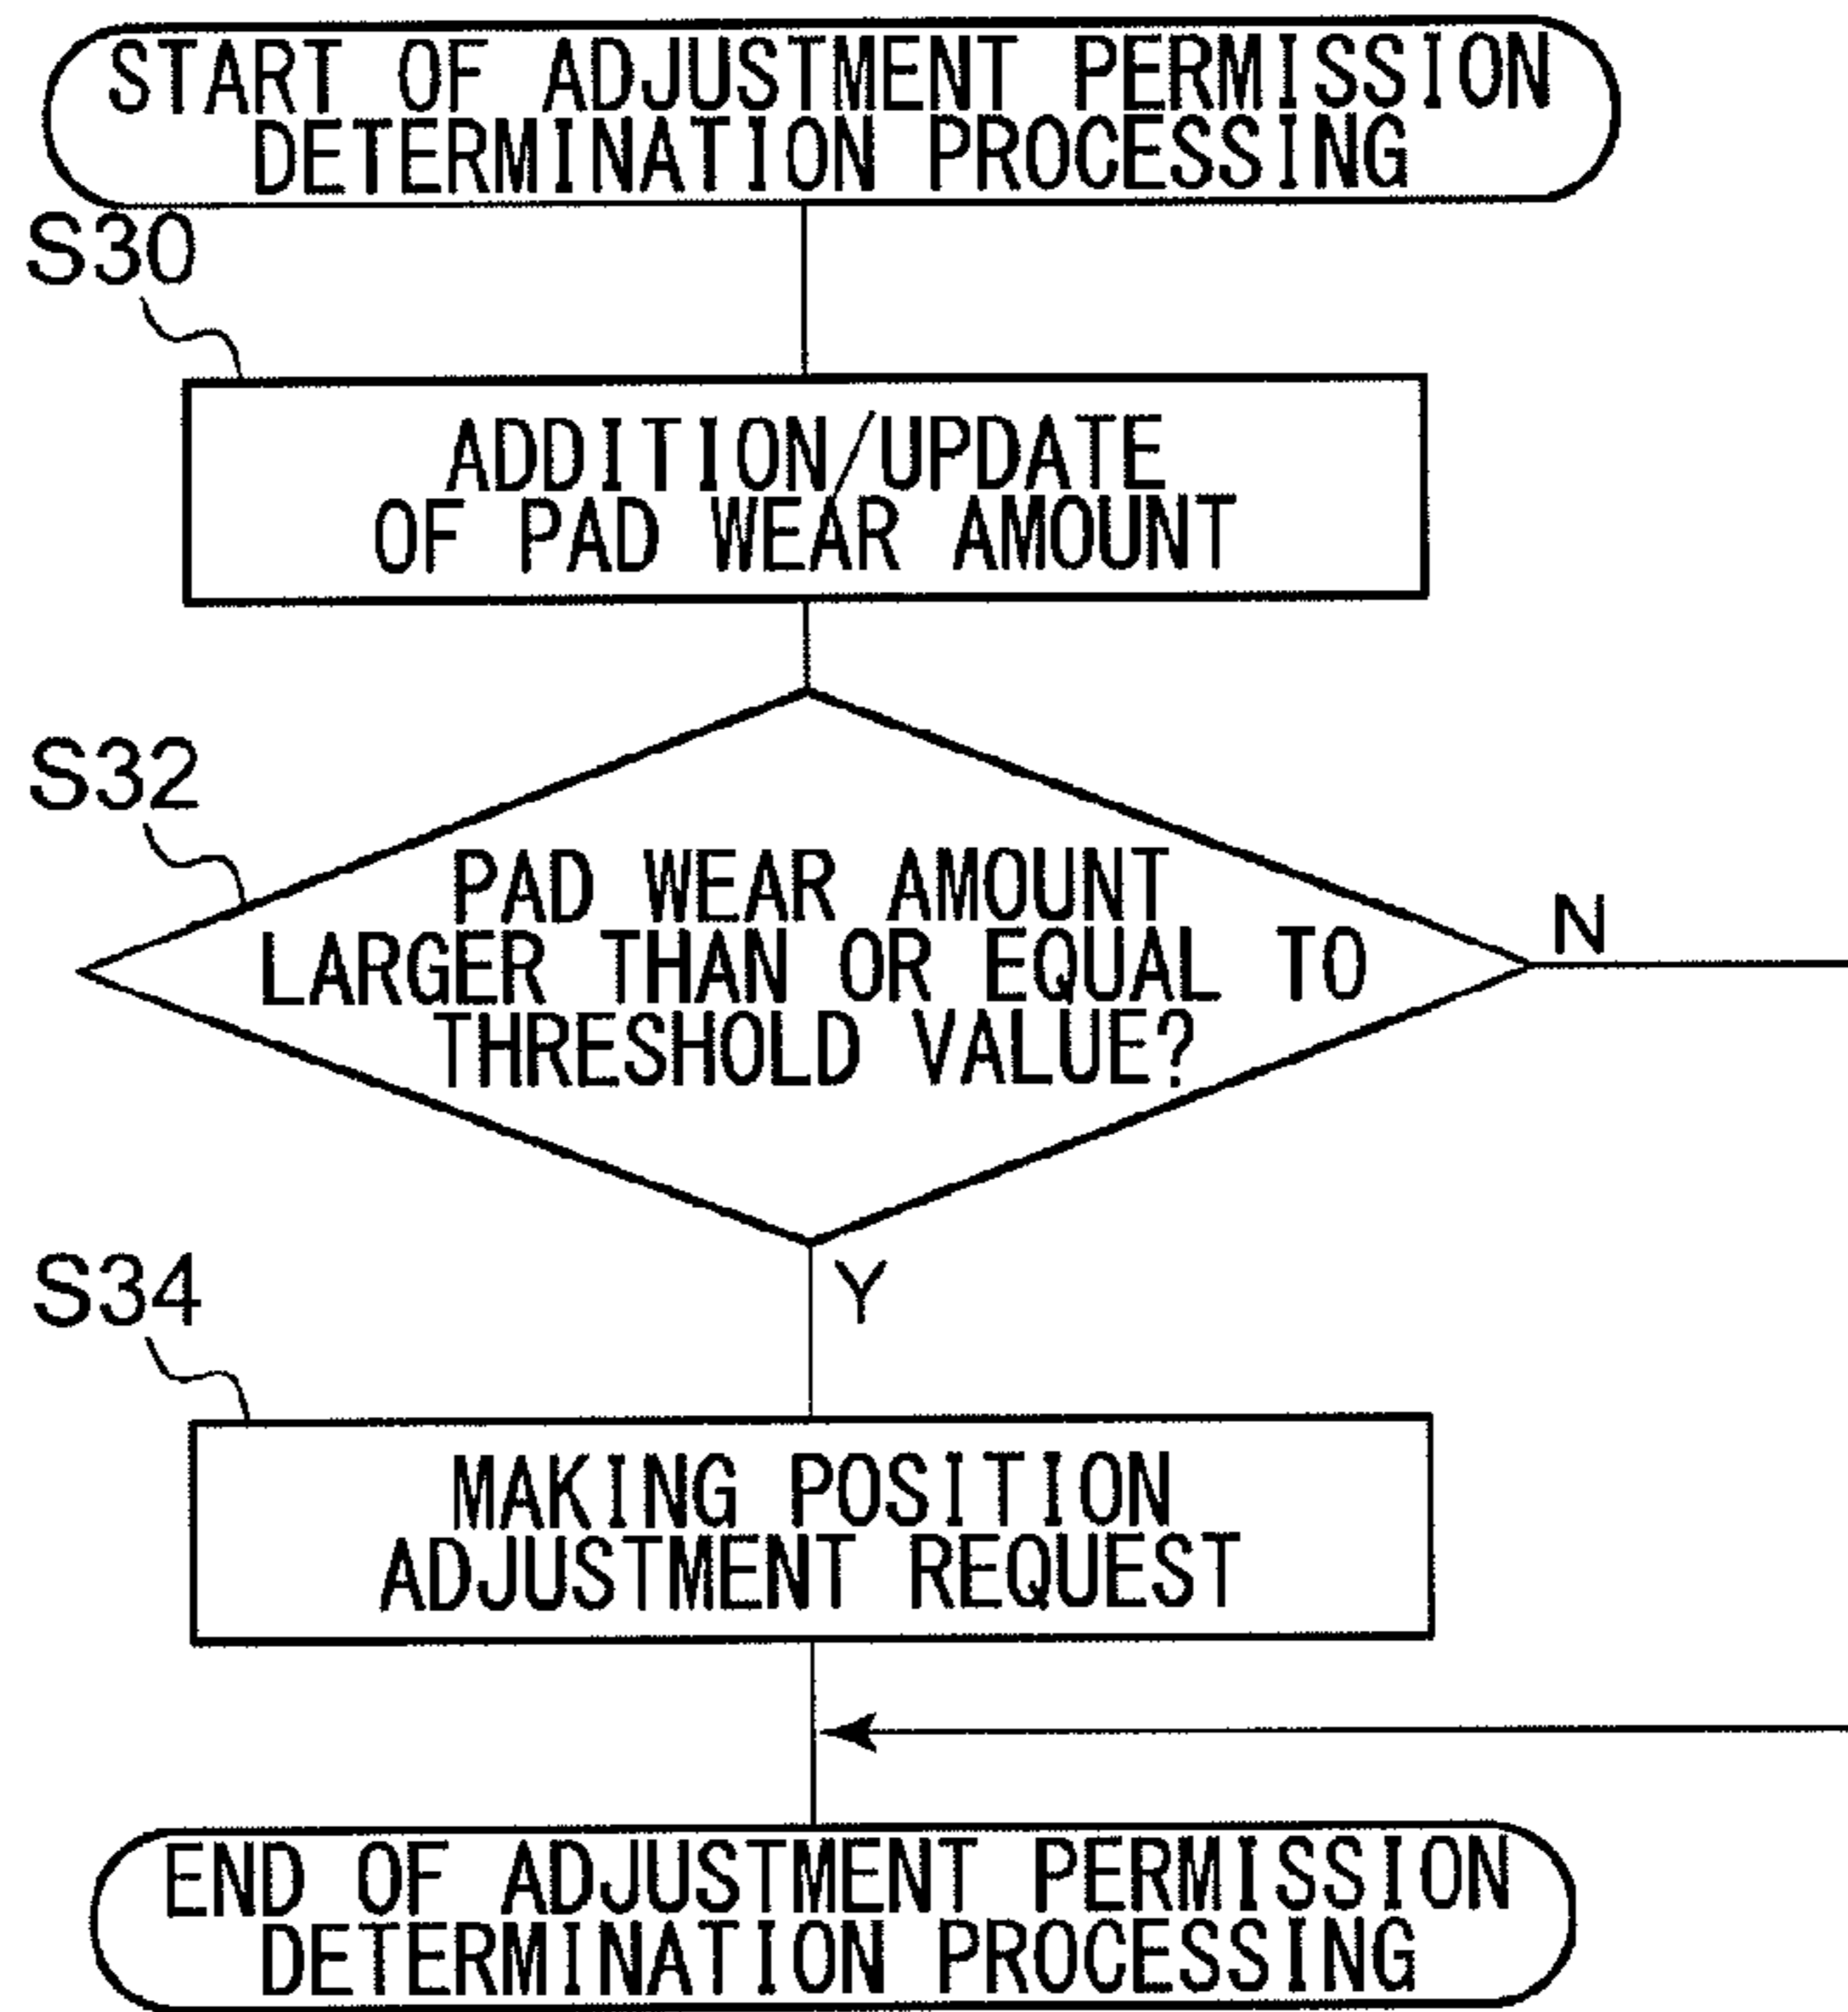 START OF ADJUSTMENT PERMISSION
DETERMINATION PROCESSING
S30
ADDITION/UPDATE
OF PAD WEAR AMOUNT
S32
PAD WEAR AMOUNT
LARGER THAN OR EQUAL TO
THRESHOLD VALUE?
N
Y
S34
MAKING POSITION
ADJUSTMENT REQUEST
END OF ADJUSTMENT PERMISSION
DETERMINATION PROCESSING